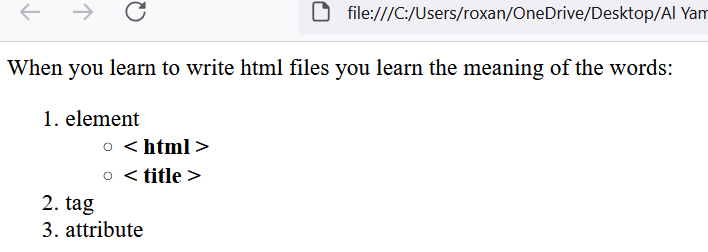 file:///C:/Users/roxan/OneDrive/Desktop/Al Yam
When you learn to write html files you learn the meaning of the words:
1. element
○ < html >
○ < title >
2. tag
3. attribute